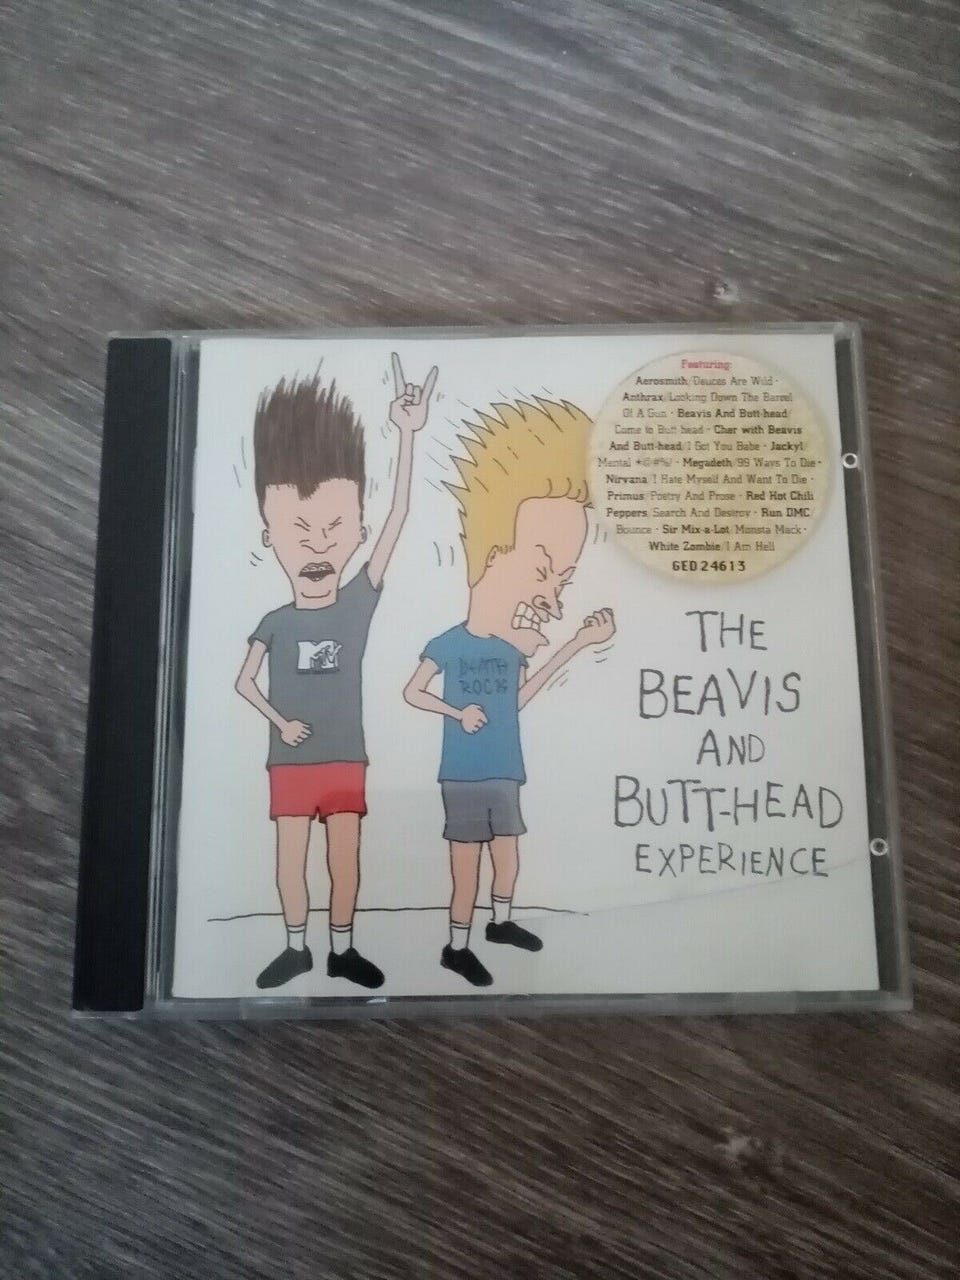 Featuring:
Aerosmith/Deuces Are Wild ·
Anthrax/Looking Down The Barrel
Of A Gun · Beavis And Butt-head/
Come to Butt-head · Cher with Beavis
And Butt-head/I Got You Babe · Jackyl/
Mental *@#%! · Megadeth/99 Ways To Die ·
Nirvana/I Hate Myself And Want To Die ·
Primus/Poetry And Prose · Red Hot Chili
Peppers/Search And Destroy · Run DMC/
Bounce · Sir Mix-a-Lot/Monsta Mack ·
White Zombie/I Am Hell
GED 24613
MTV
DEATH
ROCK
THE
BEAVIS
AND
BUTT-HEAD
EXPERIENCE